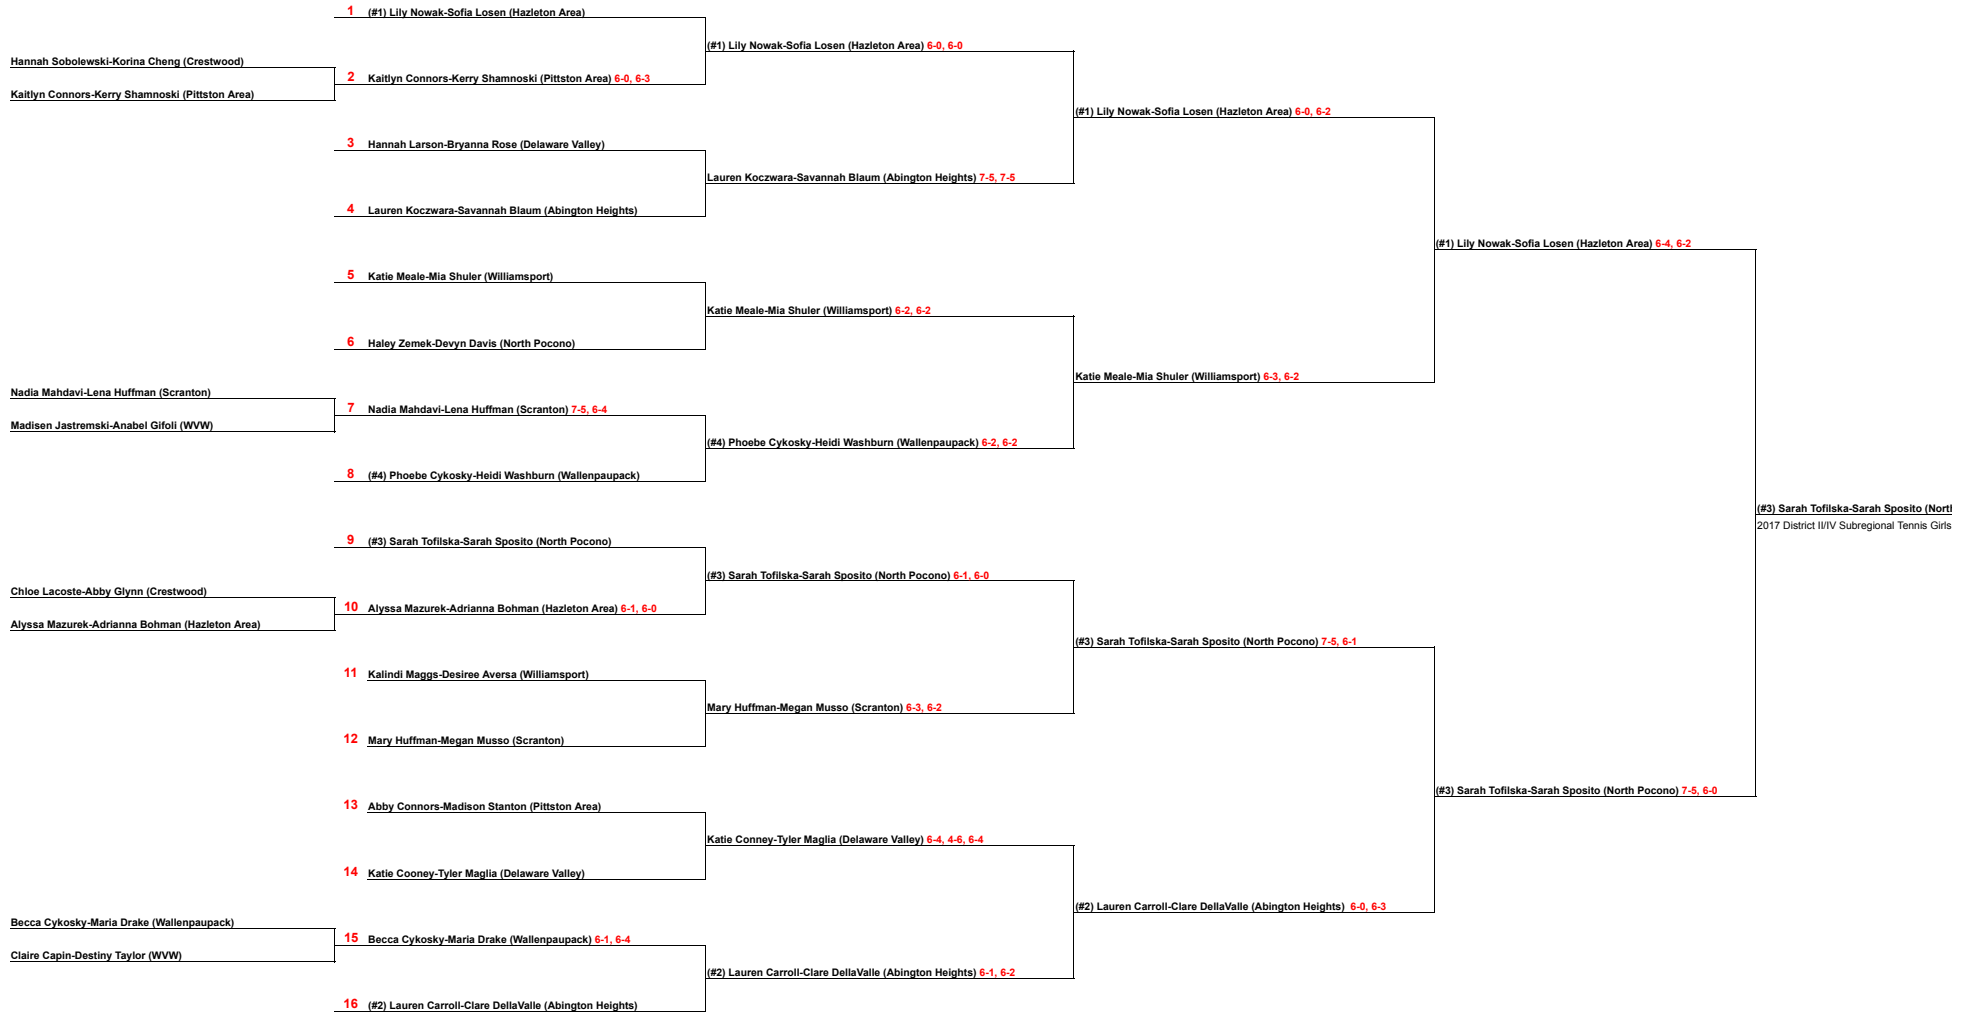 1 (#1) Lily Nowak-Sofia Losen (Hazleton Area)
(#1) Lily Nowak-Sofia Losen (Hazleton Area) 6-0, 6-0
Hannah Sobolewski-Korina Cheng (Crestwood)
2 Kaitlyn Connors-Kerry Shamnoski (Pittston Area) 6-0, 6-3
Kaitlyn Connors-Kerry Shamnoski (Pittston Area)
(#1) Lily Nowak-Sofia Losen (Hazleton Area) 6-0, 6-2
3 Hannah Larson-Bryanna Rose (Delaware Valley)
Lauren Koczwara-Savannah Blaum (Abington Heights) 7-5, 7-5
4 Lauren Koczwara-Savannah Blaum (Abington Heights)
(#1) Lily Nowak-Sofia Losen (Hazleton Area) 6-4, 6-2
5 Katie Meale-Mia Shuler (Williamsport)
Katie Meale-Mia Shuler (Williamsport) 6-2, 6-2
6 Haley Zemek-Devyn Davis (North Pocono)
Katie Meale-Mia Shuler (Williamsport) 6-3, 6-2
Nadia Mahdavi-Lena Huffman (Scranton)
7 Nadia Mahdavi-Lena Huffman (Scranton) 7-5, 6-4
Madisen Jastremski-Anabel Gifoli (WVW)
(#4) Phoebe Cykosky-Heidi Washburn (Wallenpaupack) 6-2, 6-2
8 (#4) Phoebe Cykosky-Heidi Washburn (Wallenpaupack)
(#3) Sarah Tofilska-Sarah Sposito (Nort
2017 District II/IV Subregional Tennis Girls
9 (#3) Sarah Tofilska-Sarah Sposito (North Pocono)
(#3) Sarah Tofilska-Sarah Sposito (North Pocono) 6-1, 6-0
Chloe Lacoste-Abby Glynn (Crestwood)
10 Alyssa Mazurek-Adrianna Bohman (Hazleton Area) 6-1, 6-0
Alyssa Mazurek-Adrianna Bohman (Hazleton Area)
(#3) Sarah Tofilska-Sarah Sposito (North Pocono) 7-5, 6-1
11 Kalindi Maggs-Desiree Aversa (Williamsport)
Mary Huffman-Megan Musso (Scranton) 6-3, 6-2
12 Mary Huffman-Megan Musso (Scranton)
(#3) Sarah Tofilska-Sarah Sposito (North Pocono) 7-5, 6-0
13 Abby Connors-Madison Stanton (Pittston Area)
Katie Conney-Tyler Maglia (Delaware Valley) 6-4, 4-6, 6-4
14 Katie Cooney-Tyler Maglia (Delaware Valley)
(#2) Lauren Carroll-Clare DellaValle (Abington Heights) 6-0, 6-3
Becca Cykosky-Maria Drake (Wallenpaupack)
15 Becca Cykosky-Maria Drake (Wallenpaupack) 6-1, 6-4
Claire Capin-Destiny Taylor (WVW)
(#2) Lauren Carroll-Clare DellaValle (Abington Heights) 6-1, 6-2
16 (#2) Lauren Carroll-Clare DellaValle (Abington Heights)